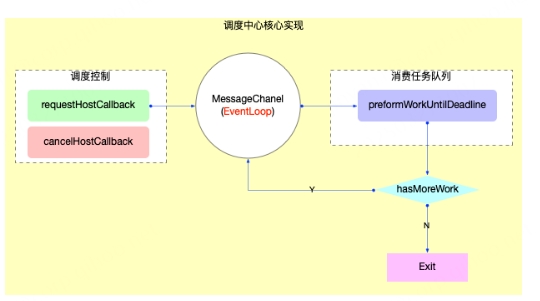 调度中心核心实现
调度控制
requestHostCallback
cancelHostCallback
MessageChanel
(EventLoop)
消费任务队列
preformWorkUntilDeadline
hasMoreWork
Y
N
Exit